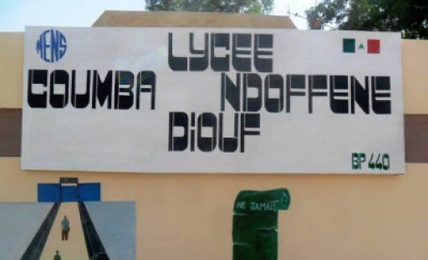 MENS
LYCEE
COUMBA NDOFFENE
DIOUF
BP 440
NE JAMAIS